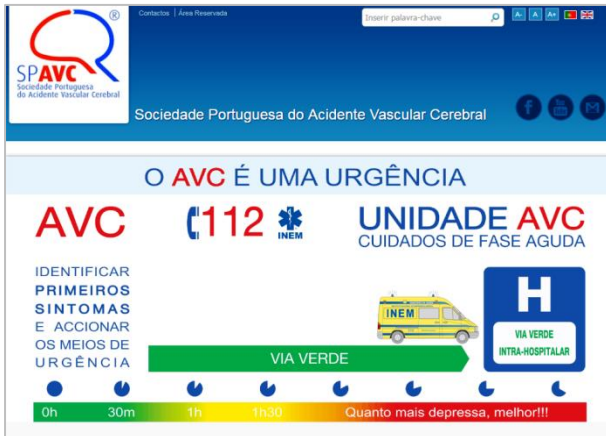 ®
Contactos | Área Reservada
Inserir palavra-chave
A- A A+
SPAVC
Sociedade Portuguesa
do Acidente Vascular Cerebral
Sociedade Portuguesa do Acidente Vascular Cerebral
f You Tube M
O AVC É UMA URGÊNCIA
AVC
112
INEM
UNIDADE AVC
CUIDADOS DE FASE AGUDA
IDENTIFICAR
PRIMEIROS
SINTOMAS
E ACCIONAR
OS MEIOS DE
URGÊNCIA
INEM
H
VIA VERDE
INTRA-HOSPITALAR
VIA VERDE
0h 30m 1h 1h30 Quanto mais depressa, melhor!!!